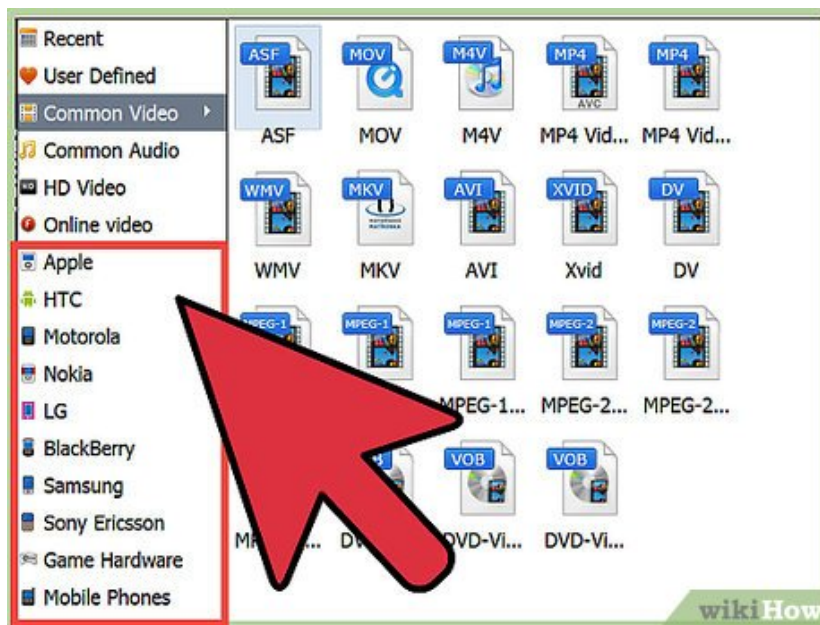 Recent
User Defined
Common Video
Common Audio
HD Video
Online video
Apple
HTC
Motorola
Nokia
LG
BlackBerry
Samsung
Sony Ericsson
Game Hardware
Mobile Phones
ASF MOV M4V MP4 MP4
AVC
ASF MOV M4V MP4 Vid... MP4 Vid...
WMV MKV AVI XVID DV
MATROSKA
WMV MKV AVI Xvid DV
MPEG-1 MPEG-1 MPEG-2 MPEG-2
MPEG-1... MPEG-2... MPEG-2...
VOB VOB
DVD-Vi... DVD-Vi...
wikiHow